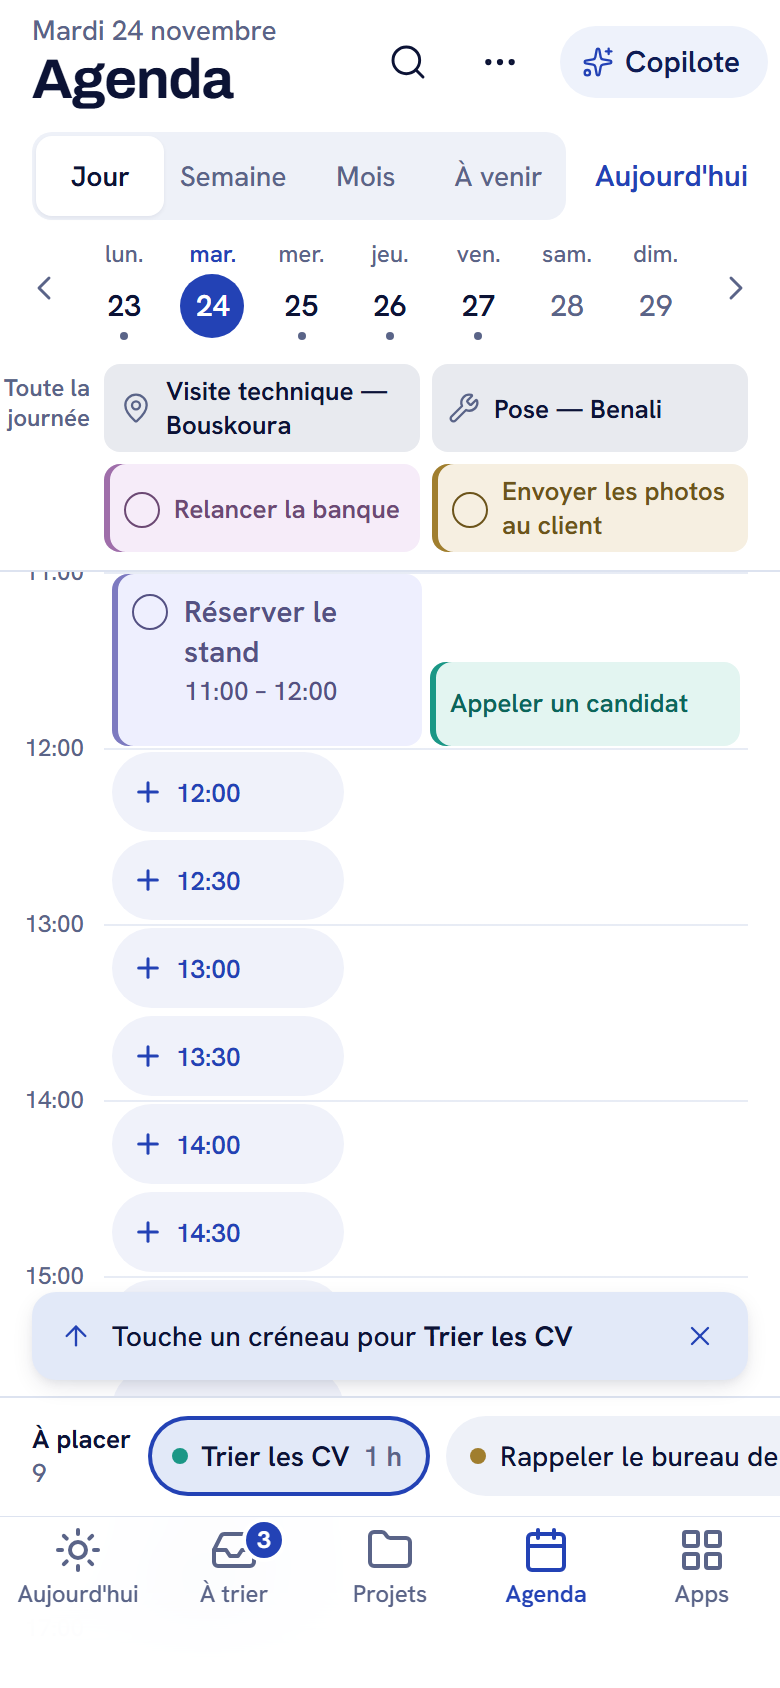 Mardi 24 novembre
Agenda
Copilote
Jour
Semaine
Mois
À venir
Aujourd'hui
lun.
mar.
mer.
jeu.
ven.
sam.
dim.
23
24
25
26
27
28
29
Toute la
journée
Visite technique —
Bouskoura
Pose — Benali
Relancer la banque
Envoyer les photos
au client
11:00
Réserver le
stand
11:00 – 12:00
Appeler un candidat
12:00
12:00
12:30
13:00
13:00
13:30
14:00
14:00
14:30
15:00
Touche un créneau pour Trier les CV
À placer
9
Trier les CV 1 h
Rappeler le bureau de
3
Aujourd'hui
À trier
Projets
Agenda
Apps